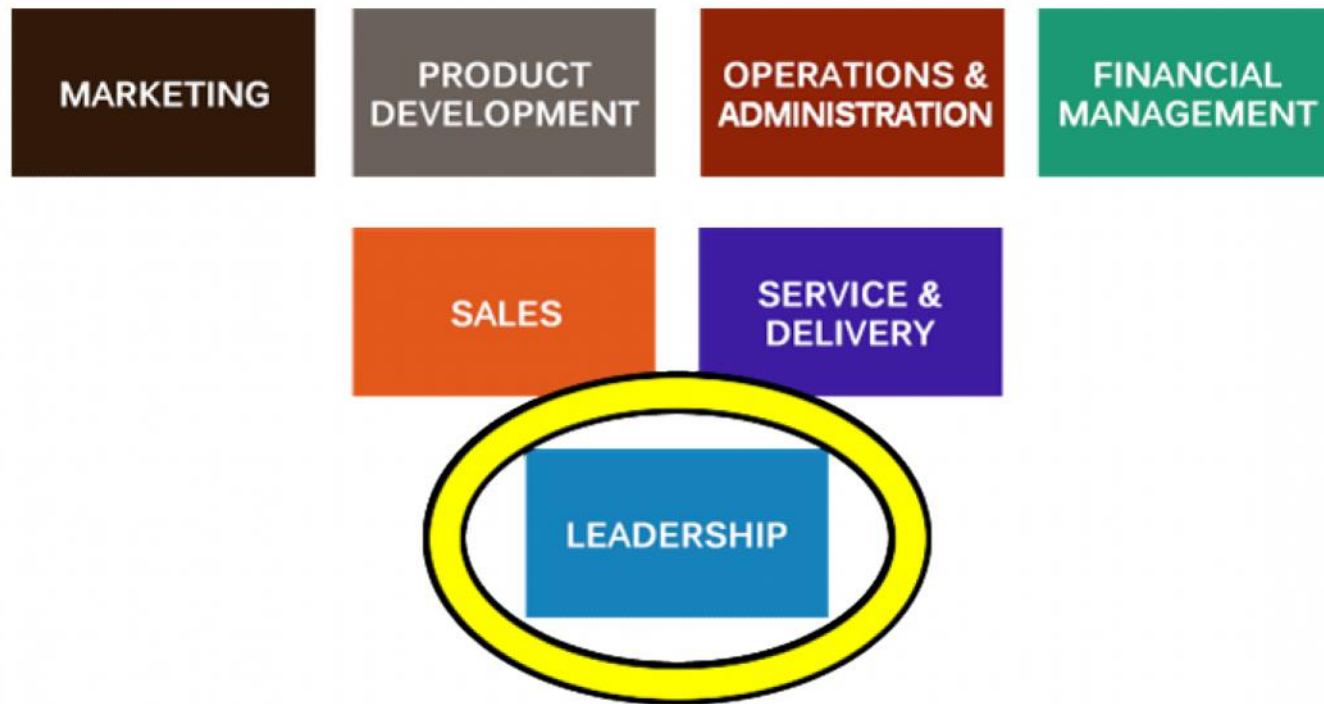 MARKETING
PRODUCT
DEVELOPMENT
OPERATIONS &
ADMINISTRATION
FINANCIAL
MANAGEMENT
SALES
SERVICE &
DELIVERY
LEADERSHIP